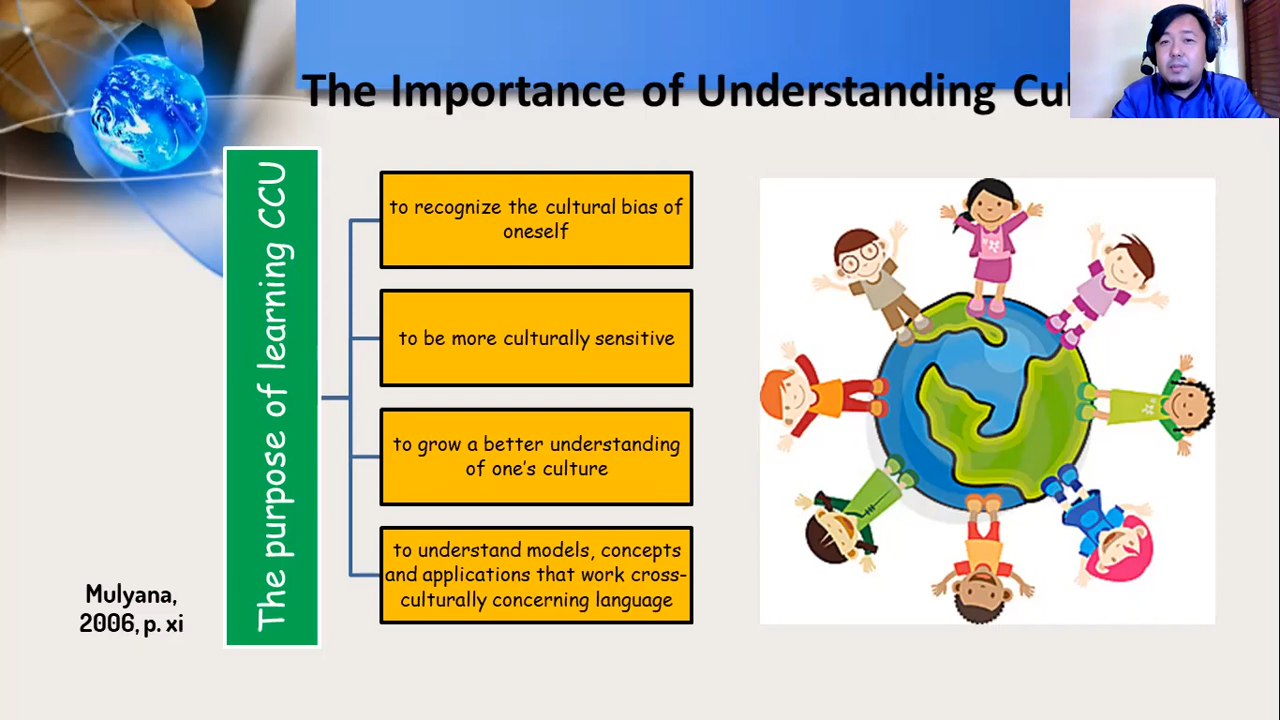 The Importance of Understanding
The purpose of learning CCU
to recognize the cultural bias of
oneself
to be more culturally sensitive
to grow a better understanding
of one's culture
to understand models, concepts
and applications that work cross-
culturally concerning language
Mulyana,
2006, p. xi